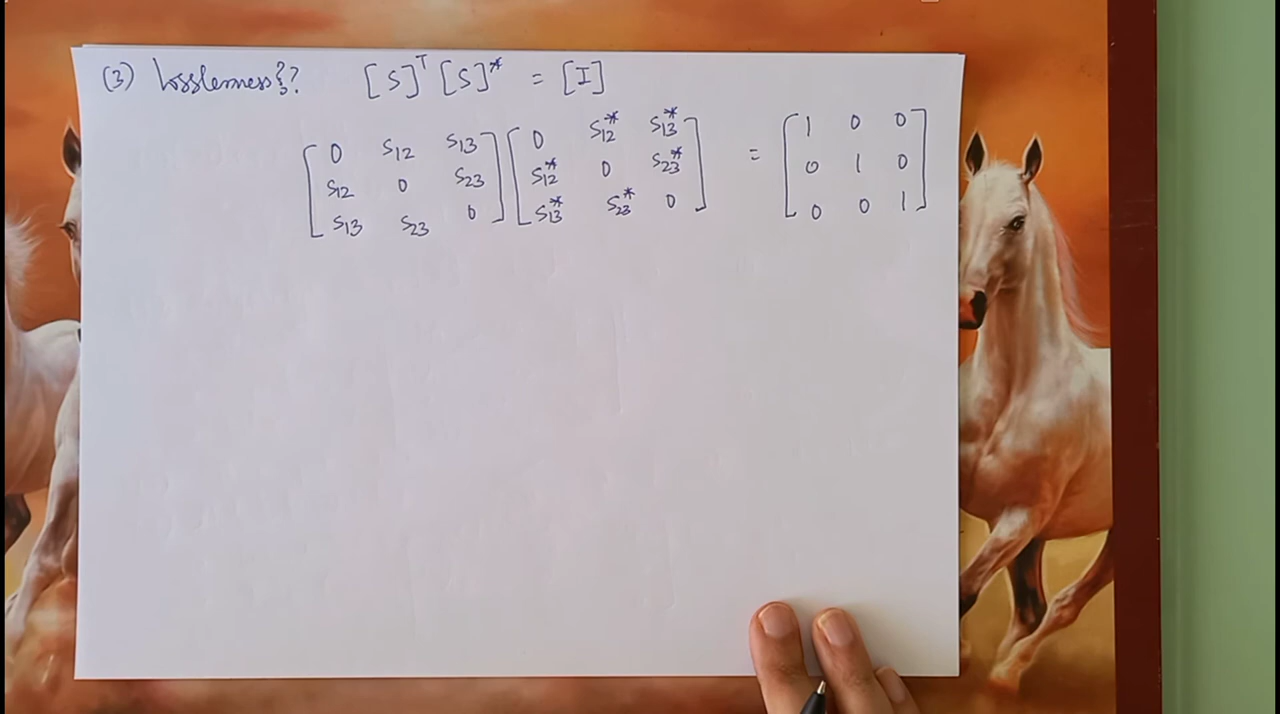 (3) Losslessness?? [S]ᵀ [S]* = [I]
[0 S12 S13] [0 S12* S13*] = [1 0 0]
[S12 0 S23] [S12* 0 S23*] [0 1 0]
[S13 S23 0] [S13* S23* 0] [0 0 1]